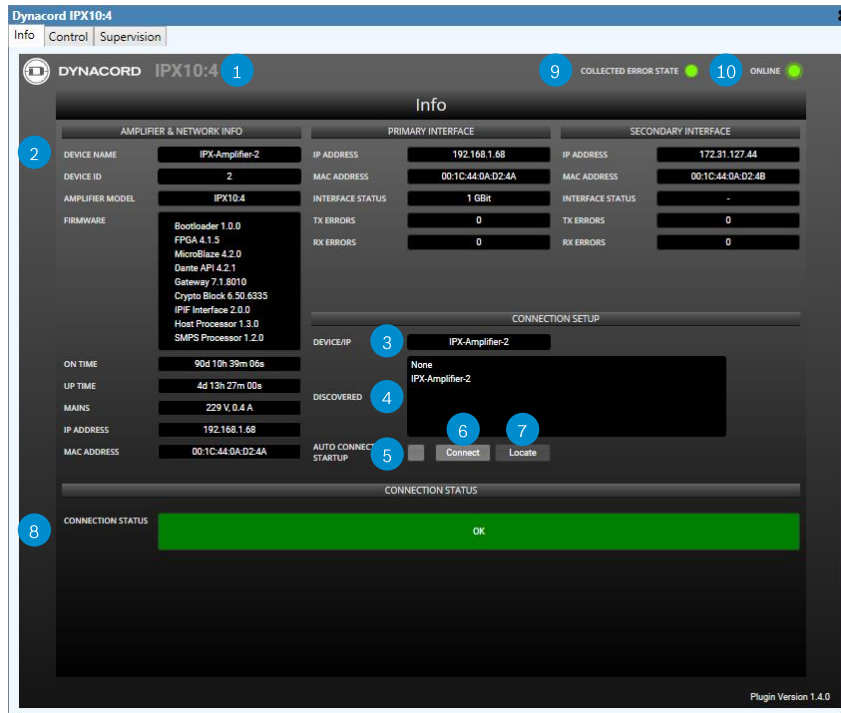 Dynacord IPX10:4
Info Control Supervision
DYNACORD IPX10:4 1 9 COLLECTED ERROR STATE 10 ONLINE
Info
AMPLIFIER & NETWORK INFO
2 DEVICE NAME IPX-Amplifier-2
DEVICE ID 2
AMPLIFIER MODEL IPX10:4
FIRMWARE Bootloader 1.0.0
FPGA 4.1.5
MicroBlaze 4.2.0
Dante API 4.2.1
Gateway 7.1.8010
Crypto Block 6.50.6335
IPIF Interface 2.0.0
Host Processor 1.3.0
SMPS Processor 1.2.0
ON TIME 90d 10h 39m 06s
UP TIME 4d 13h 27m 00s
MAINS 229 V, 0.4 A
IP ADDRESS 192.168.1.68
MAC ADDRESS 00:1C:44:0A:D2:4A
PRIMARY INTERFACE
IP ADDRESS 192.168.1.68
MAC ADDRESS 00:1C:44:0A:D2:4A
INTERFACE STATUS 1 GBit
TX ERRORS 0
RX ERRORS 0
SECONDARY INTERFACE
IP ADDRESS 172.31.127.44
MAC ADDRESS 00:1C:44:0A:D2:4B
INTERFACE STATUS -
TX ERRORS 0
RX ERRORS 0
CONNECTION SETUP
DEVICE/IP 3 IPX-Amplifier-2
DISCOVERED 4
None
IPX-Amplifier-2
6 7
AUTO CONNECT
STARTUP 5 Connect Locate
CONNECTION STATUS
8 CONNECTION STATUS OK
Plugin Version 1.4.0